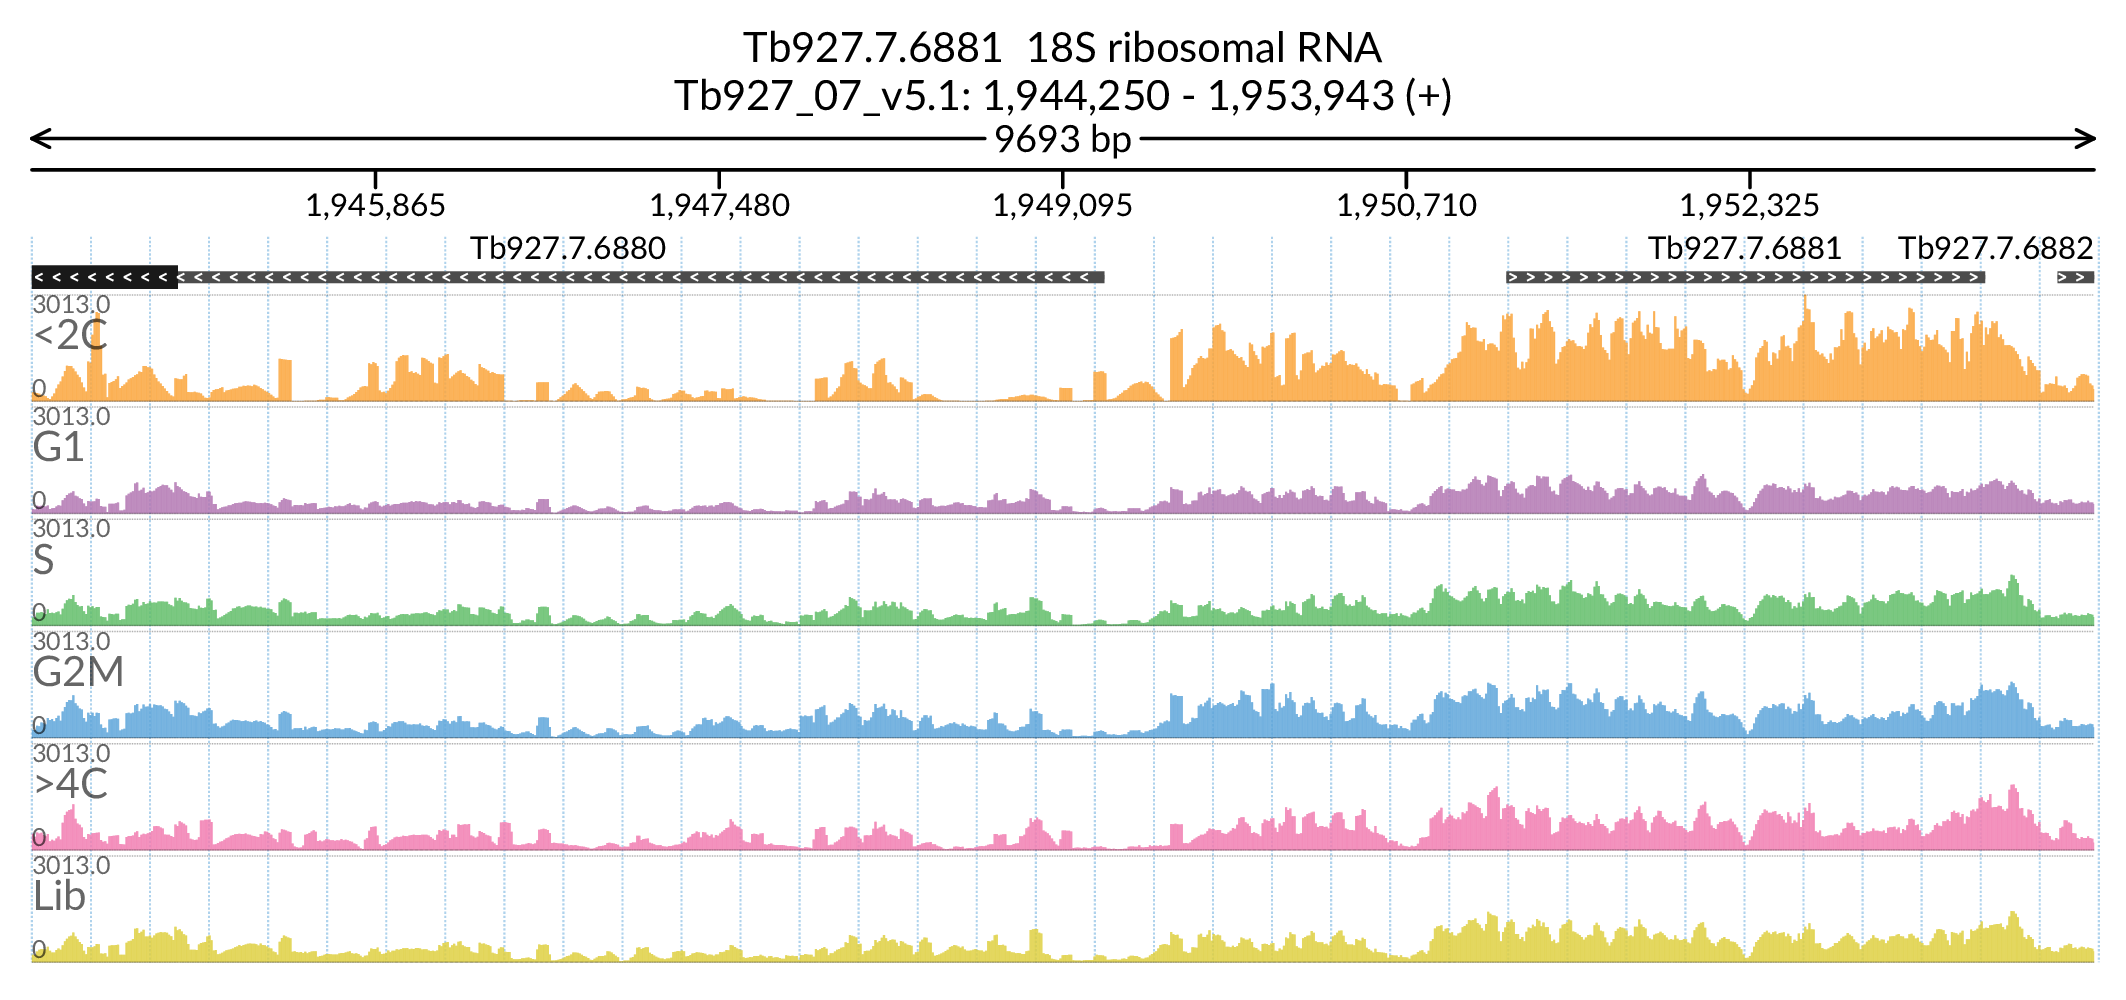 Tb927.7.6881 18S ribosomal RNA
Tb927_07_v5.1: 1,944,250 - 1,953,943 (+)
9693 bp
1,945,865 1,947,480 1,949,095 1,950,710 1,952,325
Tb927.7.6880 Tb927.7.6881 Tb927.7.6882
3013.0
<2C
0
3013.0
G1
0
3013.0
S
0
3013.0
G2M
0
3013.0
>4C
0
3013.0
Lib
0